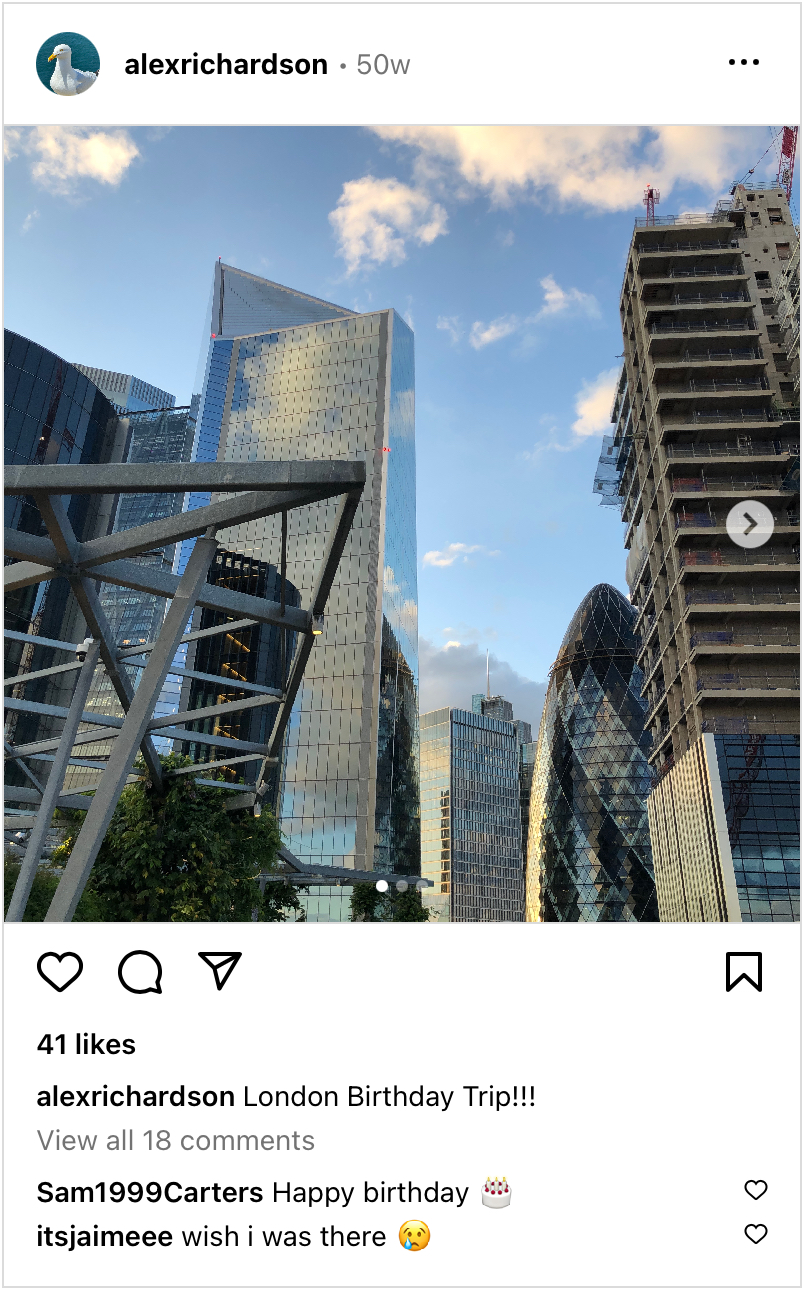 alexrichardson • 50w
41 likes
alexrichardson London Birthday Trip!!!
View all 18 comments
Sam1999Carters Happy birthday 🎂
itsjaimeee wish i was there 😢